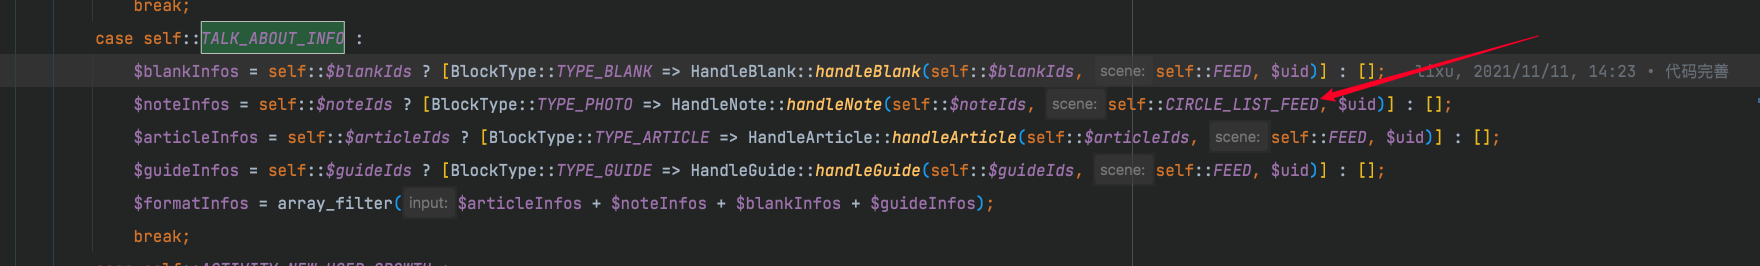 break;
case self::TALK_ABOUT_INFO :
$blankInfos = self::$blankIds ? [BlockType::TYPE_BLANK => HandleBlank::handleBlank(self::$blankIds, scene: self::FEED, $uid)] : []; lixu, 2021/11/11, 14:23 • 代码完善
$noteInfos = self::$noteIds ? [BlockType::TYPE_PHOTO => HandleNote::handleNote(self::$noteIds, scene: self::CIRCLE_LIST_FEED, $uid)] : [];
$articleInfos = self::$articleIds ? [BlockType::TYPE_ARTICLE => HandleArticle::handleArticle(self::$articleIds, scene: self::FEED, $uid)] : [];
$guideInfos = self::$guideIds ? [BlockType::TYPE_GUIDE => HandleGuide::handleGuide(self::$guideIds, scene: self::FEED, $uid)] : [];
$formatInfos = array_filter( input: $articleInfos + $noteInfos + $blankInfos + $guideInfos);
break;